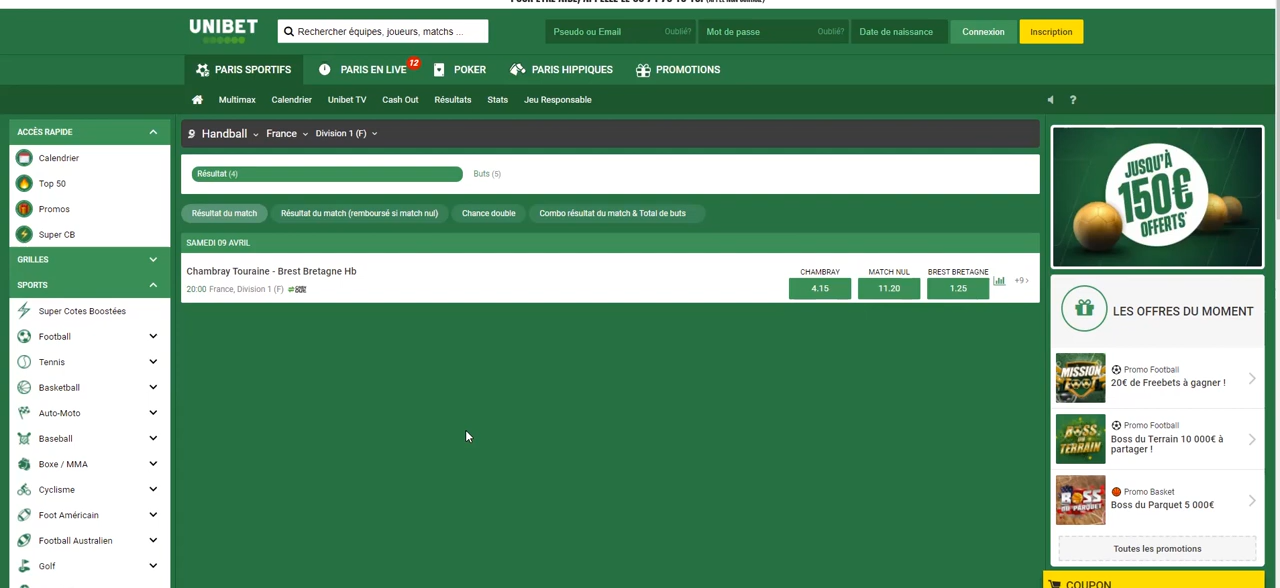 UNIBET
Rechercher équipes, joueurs, matchs ...
Pseudo ou Email Oublié?
Mot de passe Oublié?
Date de naissance
Connexion
Inscription
PARIS SPORTIFS
PARIS EN LIVE 12
POKER
PARIS HIPPIQUES
PROMOTIONS
Multimax
Calendrier
Unibet TV
Cash Out
Résultats
Stats
Jeu Responsable
?
ACCÈS RAPIDE
Calendrier
Top 50
Promos
Super CB
GRILLES
SPORTS
Super Cotes Boostées
Football
Tennis
Basketball
Auto-Moto
Baseball
Boxe / MMA
Cyclisme
Foot Américain
Football Australien
Golf
Handball
France
Division 1 (F)
Résultat (4)
Buts (5)
Résultat du match
Résultat du match (remboursé si match nul)
Chance double
Combo résultat du match & Total de buts
SAMEDI 09 AVRIL
Chambray Touraine - Brest Bretagne Hb
20:00 France, Division 1 (F)
CHAMBRAY
4.15
MATCH NUL
11.20
BREST BRETAGNE
1.25
+9 >
JUSQU'À
150€
OFFERTS*
LES OFFRES DU MOMENT
MISSION
FOOT
Promo Football
20€ de Freebets à gagner !
BOSS
DU
TERRAIN
Promo Football
Boss du Terrain 10 000€ à
partager !
BOSS
DU PARQUET
Promo Basket
Boss du Parquet 5 000€
Toutes les promotions
COUPON